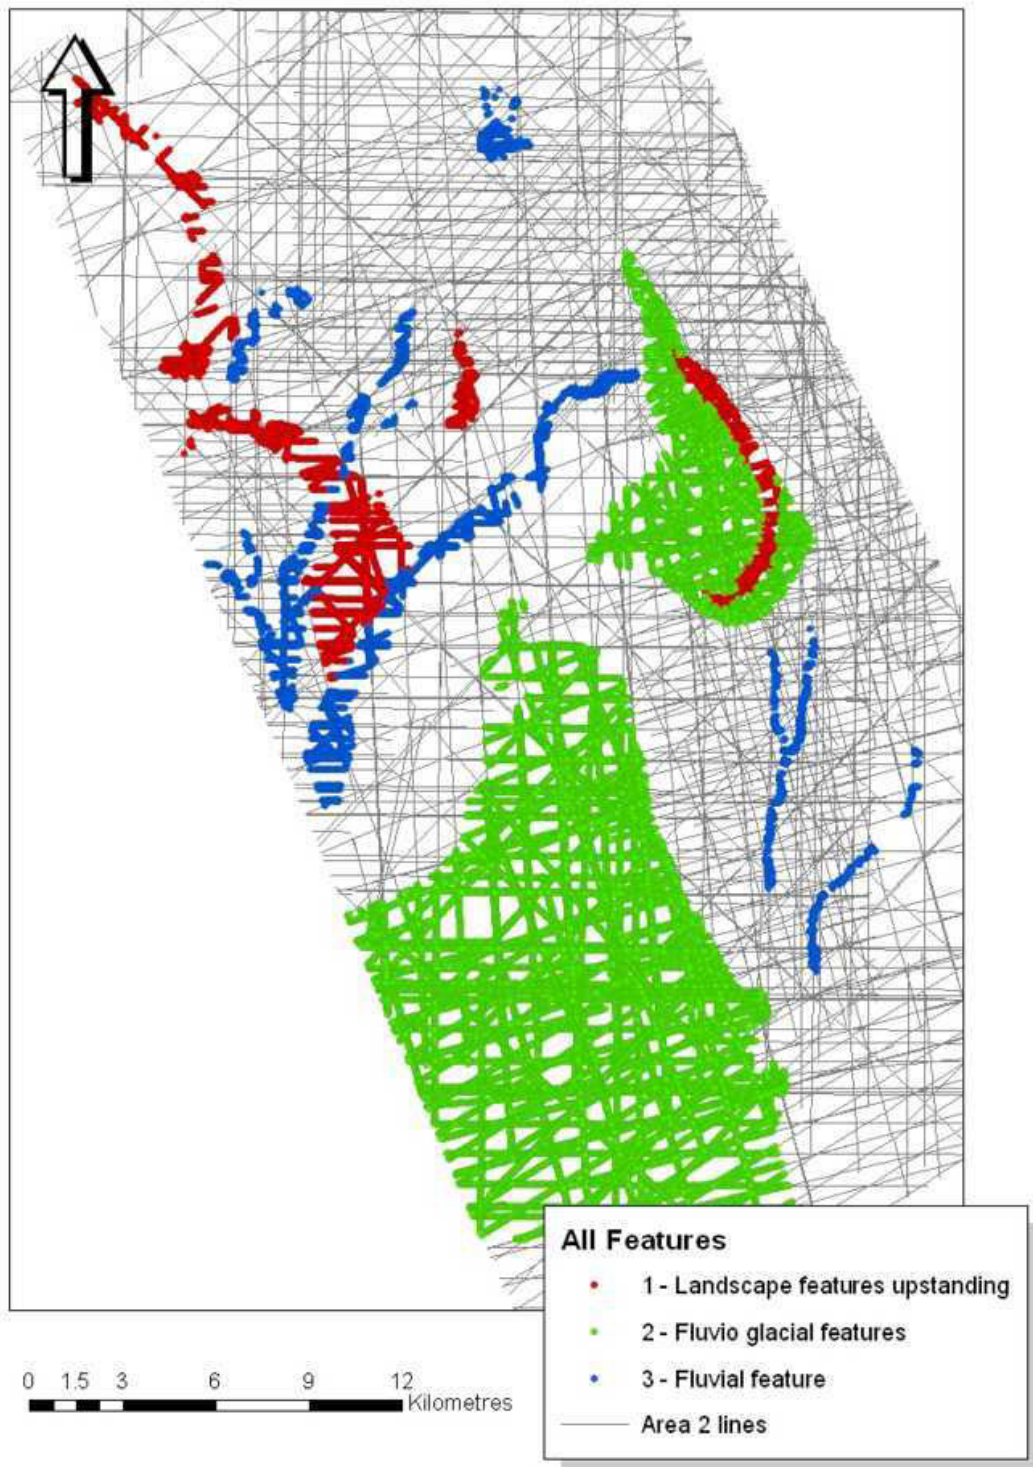 All Features
1 - Landscape features upstanding
2 - Fluvio glacial features
3 - Fluvial feature
Area 2 lines
0 1.5 3 6 9 12
Kilometres